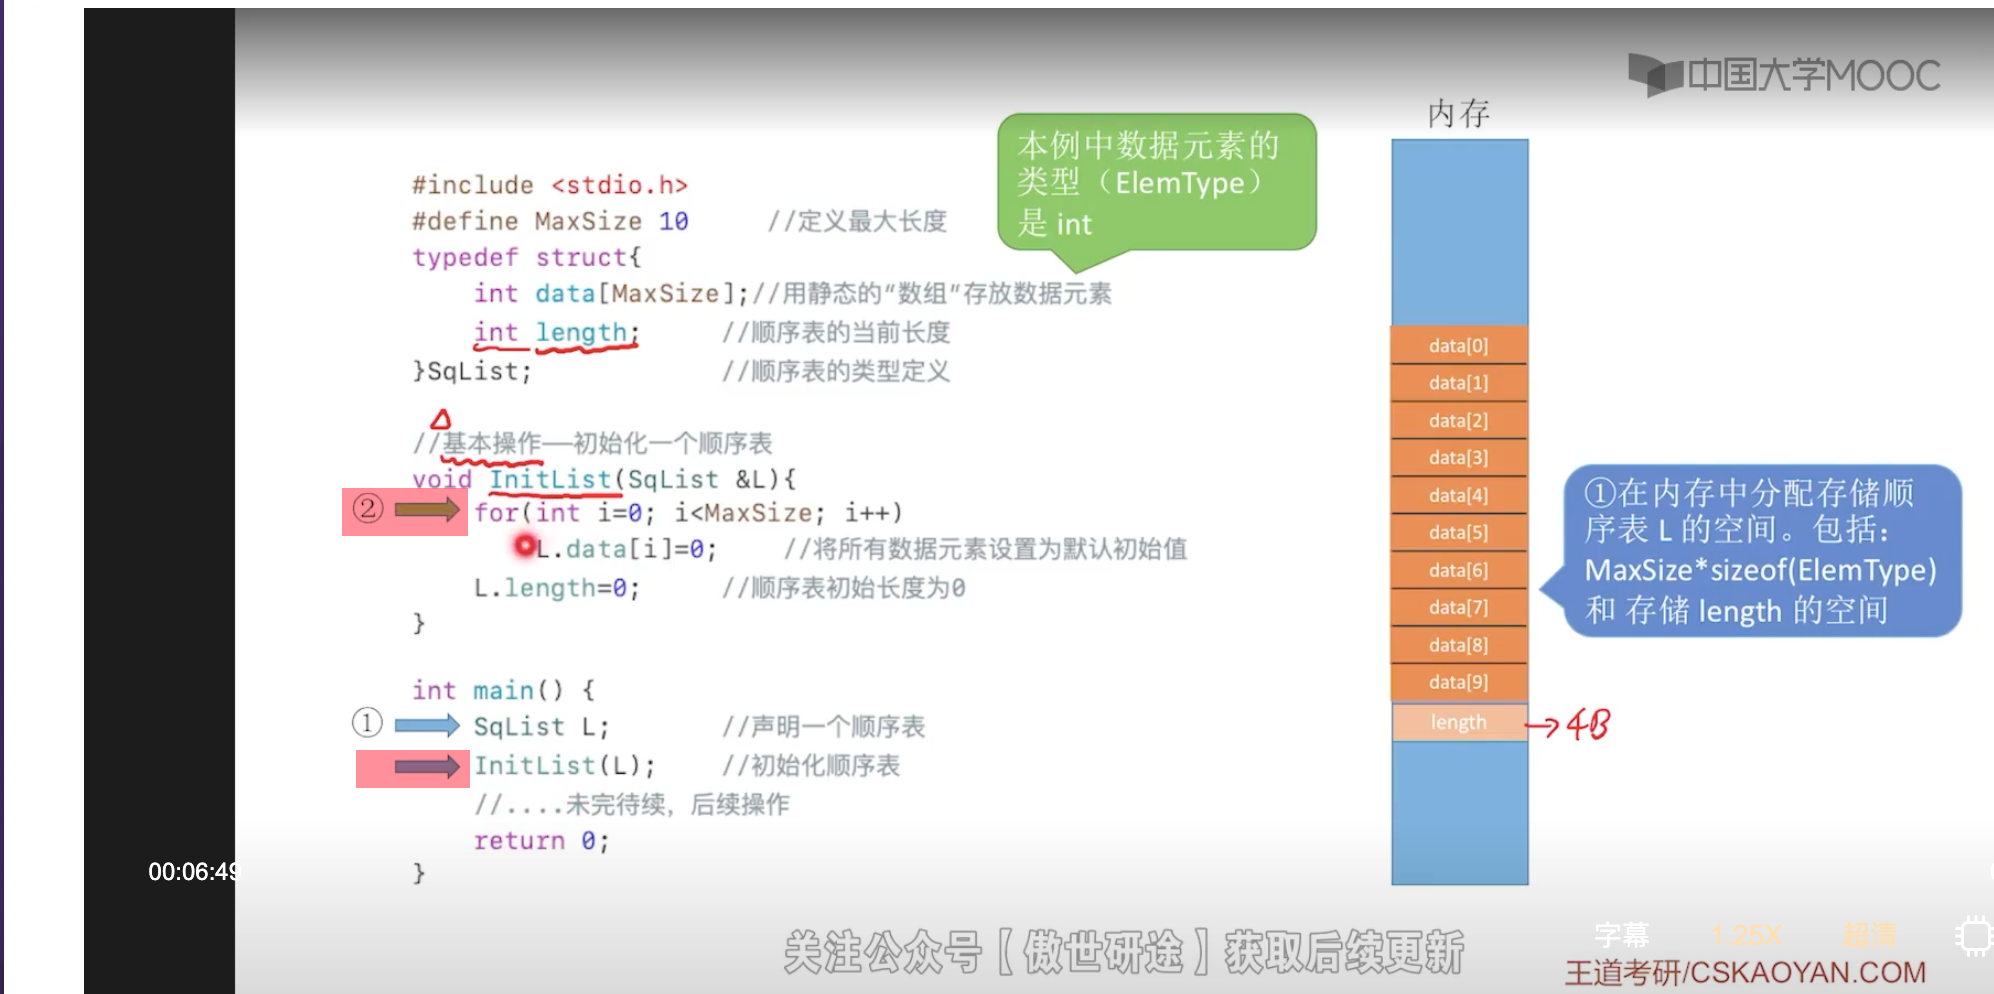 中国大学MOOC
内存
本例中数据元素的
类型（ElemType）
是 int
#include <stdio.h>
#define MaxSize 10 //定义最大长度
typedef struct{
int data[MaxSize];//用静态的“数组”存放数据元素
int length; //顺序表的当前长度
}SqList; //顺序表的类型定义
//基本操作——初始化一个顺序表
void InitList(SqList &L){
② for(int i=0; i<MaxSize; i++)
L.data[i]=0; //将所有数据元素设置为默认初始值
L.length=0; //顺序表初始长度为0
}
int main() {
① SqList L; //声明一个顺序表
InitList(L); //初始化顺序表
//....未完待续，后续操作
return 0;
}
data[0]
data[1]
data[2]
data[3]
data[4]
data[5]
data[6]
data[7]
data[8]
data[9]
length →4B
①在内存中分配存储顺
序表 L 的空间。包括：
MaxSize*sizeof(ElemType)
和 存储 length 的空间
00:06:49
关注公众号【傲世研途】获取后续更新
字幕 1.25X 超清
王道考研/CSKAOYAN.COM